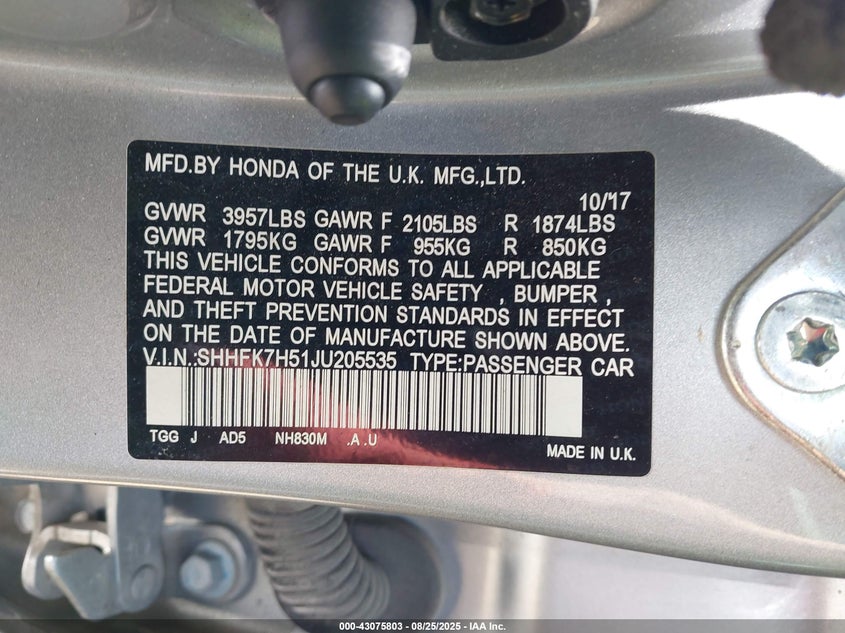 MFD.BY HONDA OF THE U.K. MFG.,LTD.
10/'17
GVWR 3957LBS GAWR F 2105LBS R 1874LBS
GVWR 1795KG GAWR F 955KG R 850KG
THIS VEHICLE CONFORMS TO ALL APPLICABLE
FEDERAL MOTOR VEHICLE SAFETY , BUMPER ,
AND THEFT PREVENTION STANDARDS IN EFFECT
ON THE DATE OF MANUFACTURE SHOWN ABOVE.
V.I.N.:SHHFK7H51JU205535 TYPE:PASSENGER CAR
TGG J AD5 NH830M .A .U
MADE IN U.K.
000-43075803 - 08/25/2025 - IAA Inc.